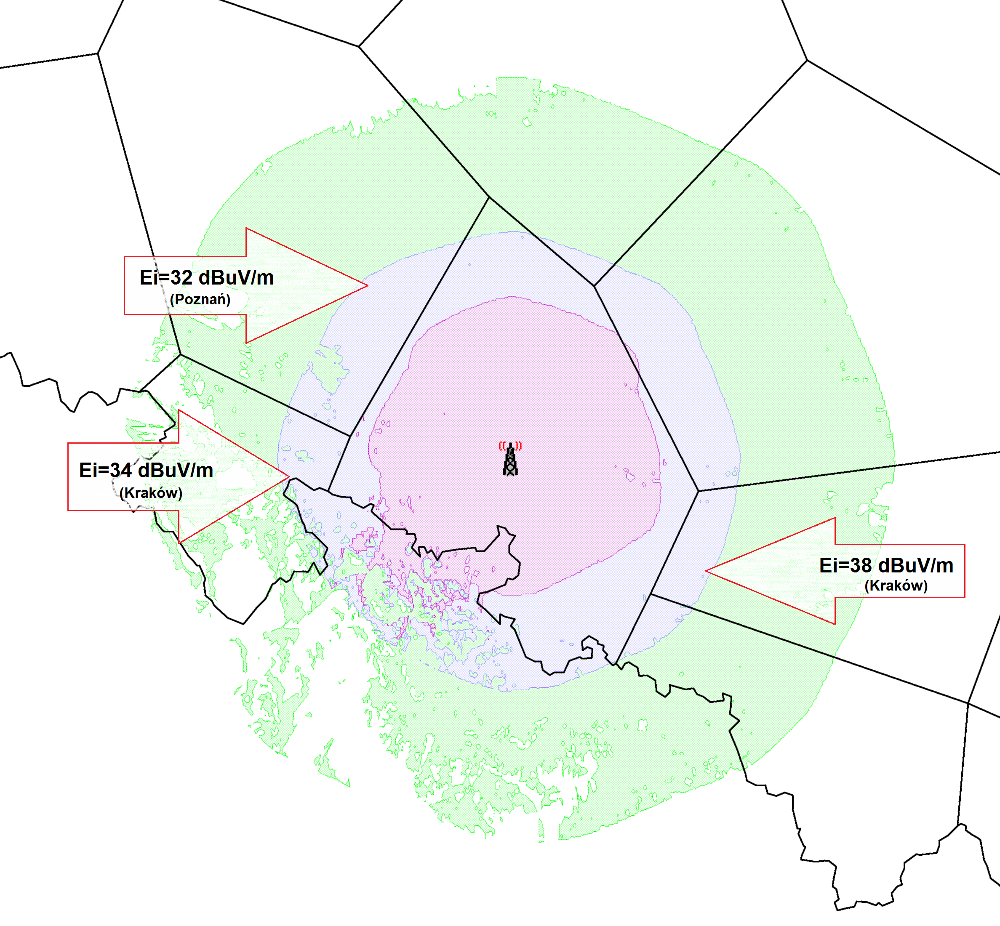 Ei=32 dBuV/m
(Poznań)
Ei=34 dBuV/m
(Kraków)
Ei=38 dBuV/m
(Kraków)